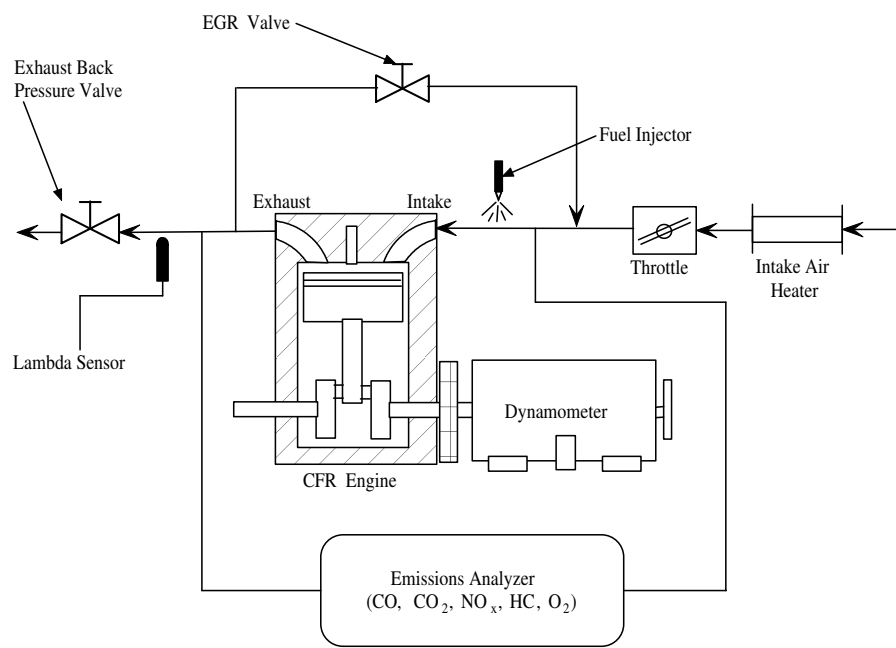 EGR Valve
Exhaust Back
Pressure Valve
Fuel Injector
Exhaust
Intake
Throttle
Intake Air
Heater
Lambda Sensor
Dynamometer
CFR Engine
Emissions Analyzer
(CO, CO2, NOx, HC, O2)